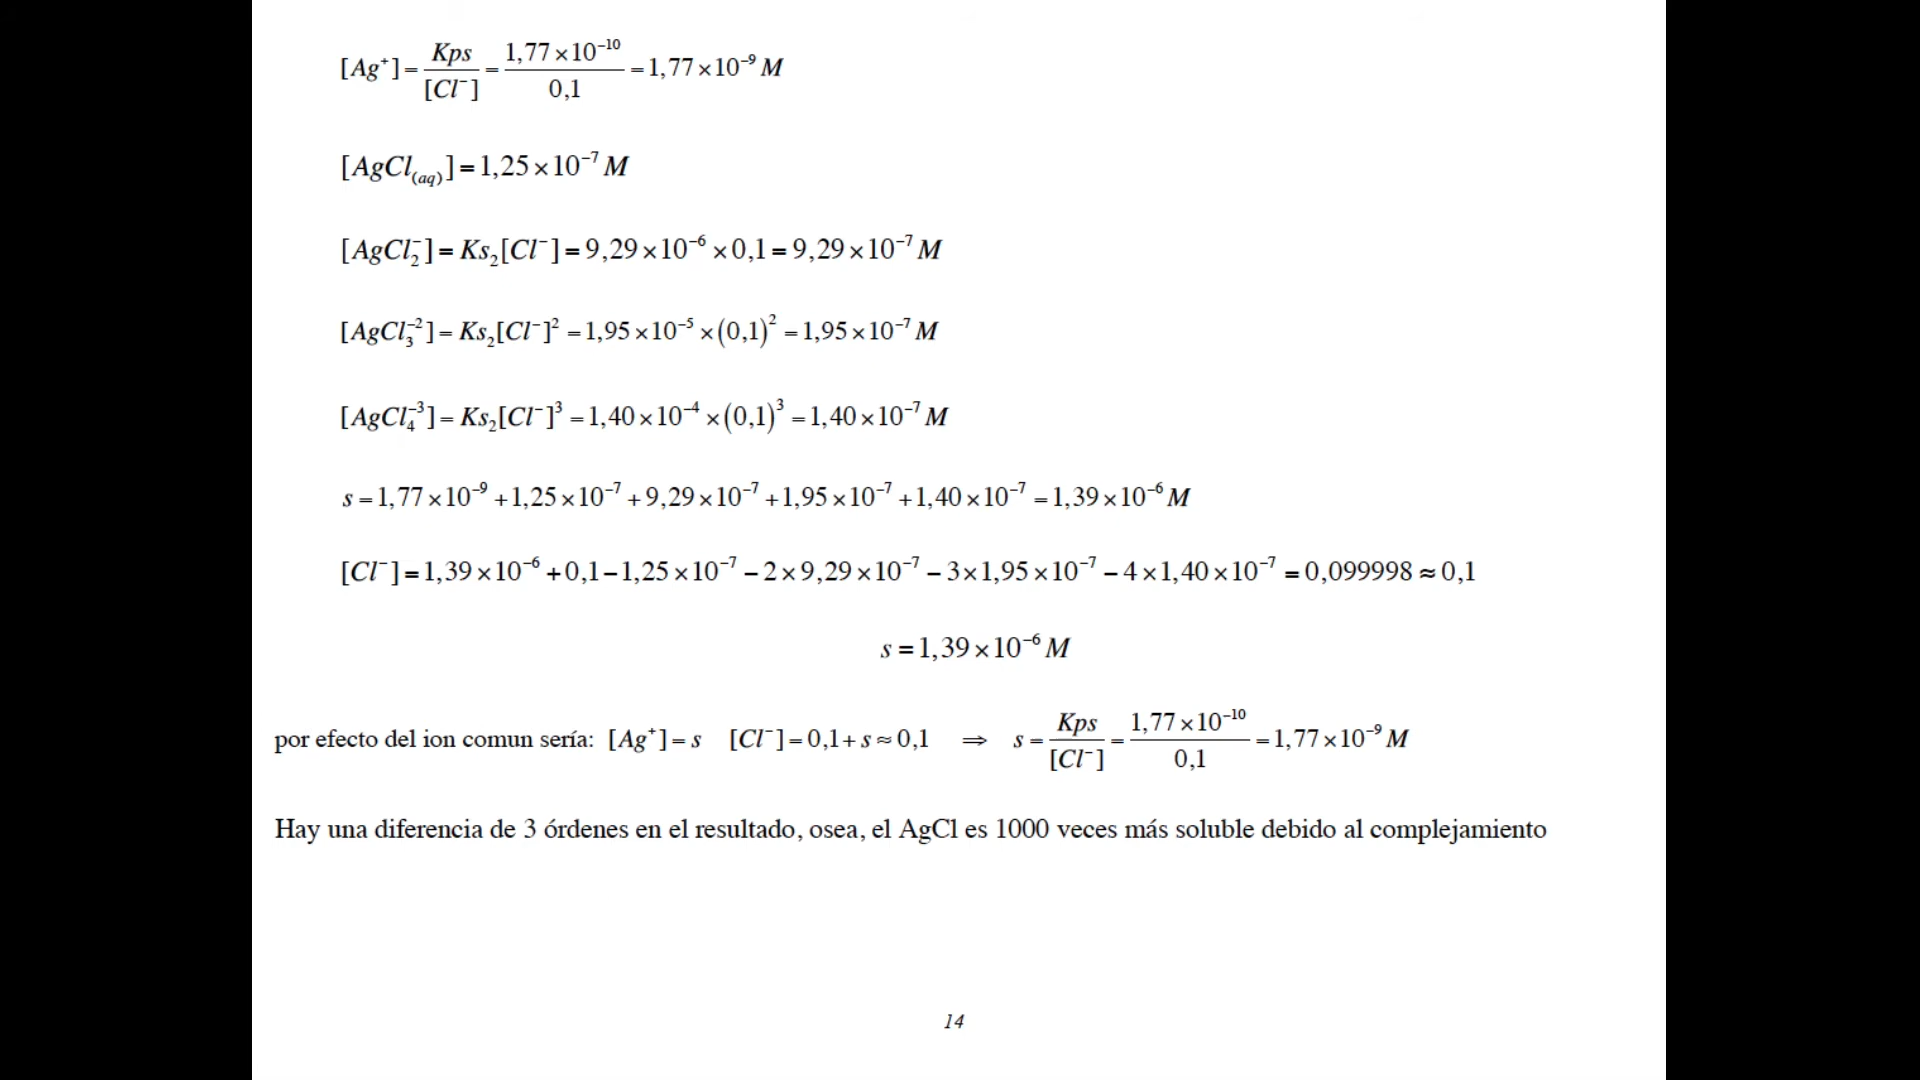 [Ag⁺] = Kps/[Cl⁻] = 1,77×10⁻¹⁰/0,1 = 1,77×10⁻⁹ M
[AgCl₍aq₎] = 1,25×10⁻⁷ M
[AgCl₂⁻] = Ks₂[Cl⁻] = 9,29×10⁻⁶ ×0,1 = 9,29×10⁻⁷ M
[AgCl₃⁻²] = Ks₂[Cl⁻]² = 1,95×10⁻⁵ ×(0,1)² = 1,95×10⁻⁷ M
[AgCl₄⁻³] = Ks₂[Cl⁻]³ = 1,40×10⁻⁴ ×(0,1)³ = 1,40×10⁻⁷ M
s = 1,77×10⁻⁹ +1,25×10⁻⁷ +9,29×10⁻⁷ +1,95×10⁻⁷ +1,40×10⁻⁷ = 1,39×10⁻⁶ M
[Cl⁻] = 1,39×10⁻⁶ +0,1−1,25×10⁻⁷ −2×9,29×10⁻⁷ −3×1,95×10⁻⁷ −4×1,40×10⁻⁷ = 0,099998 ≈ 0,1
s = 1,39×10⁻⁶ M
por efecto del ion comun sería: [Ag⁺] = s [Cl⁻] = 0,1+s ≈ 0,1 ⇒ s = Kps/[Cl⁻] = 1,77×10⁻¹⁰/0,1 = 1,77×10⁻⁹ M
Hay una diferencia de 3 órdenes en el resultado, osea, el AgCl es 1000 veces más soluble debido al complejamiento
14